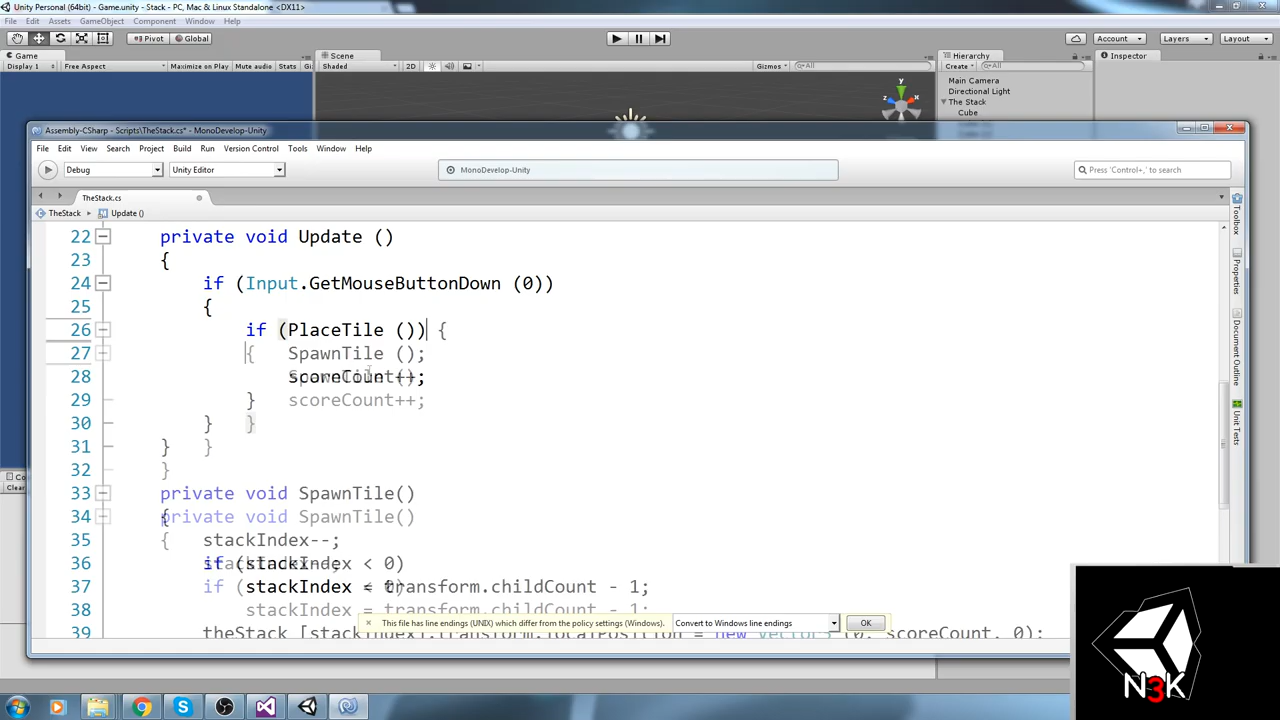 Unity Personal (64bit) - Game.unity - Stack - PC, Mac & Linux Standalone <DX11>
File Edit Assets GameObject Component Window Help
Pivot Global Account Layers Layout
Game Scene Hierarchy Inspector
Display 1 Free Aspect Maximize on Play Mute audio Stats Shaded 2D Gizmos All Create All
y
z x
Main Camera
Directional Light
The Stack
Cube
Assembly-CSharp - Scripts\TheStack.cs* - MonoDevelop-Unity
File Edit View Search Project Build Run Version Control Tools Window Help
Debug Unity Editor MonoDevelop-Unity Press 'Control+,' to search
TheStack.cs
TheStack Update ()
22 private void Update ()
23 {
24 if (Input.GetMouseButtonDown (0))
25 {
26 if (PlaceTile ()) {
27 { SpawnTile ();
28 scoreCount++;
29 } scoreCount++;
30 } }
31 } }
32 }
33 private void SpawnTile()
34 private void SpawnTile()
35 { stackIndex--;
36 if (stackIndex < 0)
37 if (stackIndex = transform.childCount - 1;
38 stackIndex = transform.childCount - 1;
39 theStack [stackIndex].transform.localPosition = new Vector3 (0, scoreCount, 0);
This file has line endings (UNIX) which differ from the policy settings (Windows). Convert to Windows line endings OK
Toolbox
Properties
Document Outline
Unit Tests
Clear
N3K